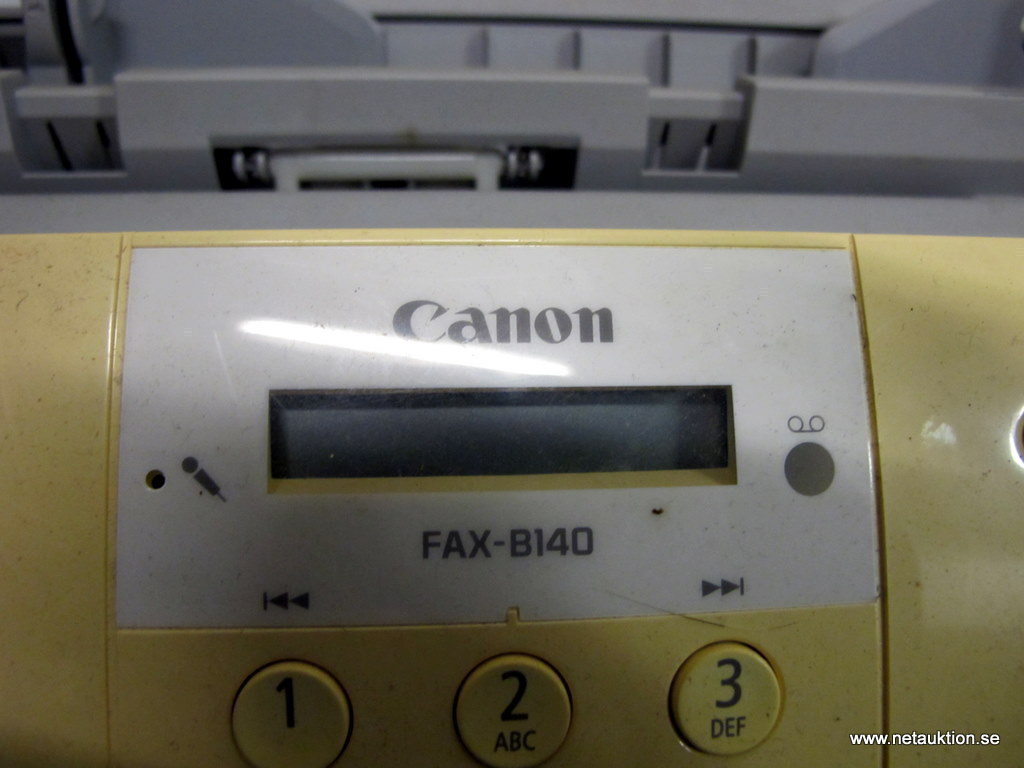 Canon
FAX-B140
1
2
3
ABC
DEF
www.netauktion.se